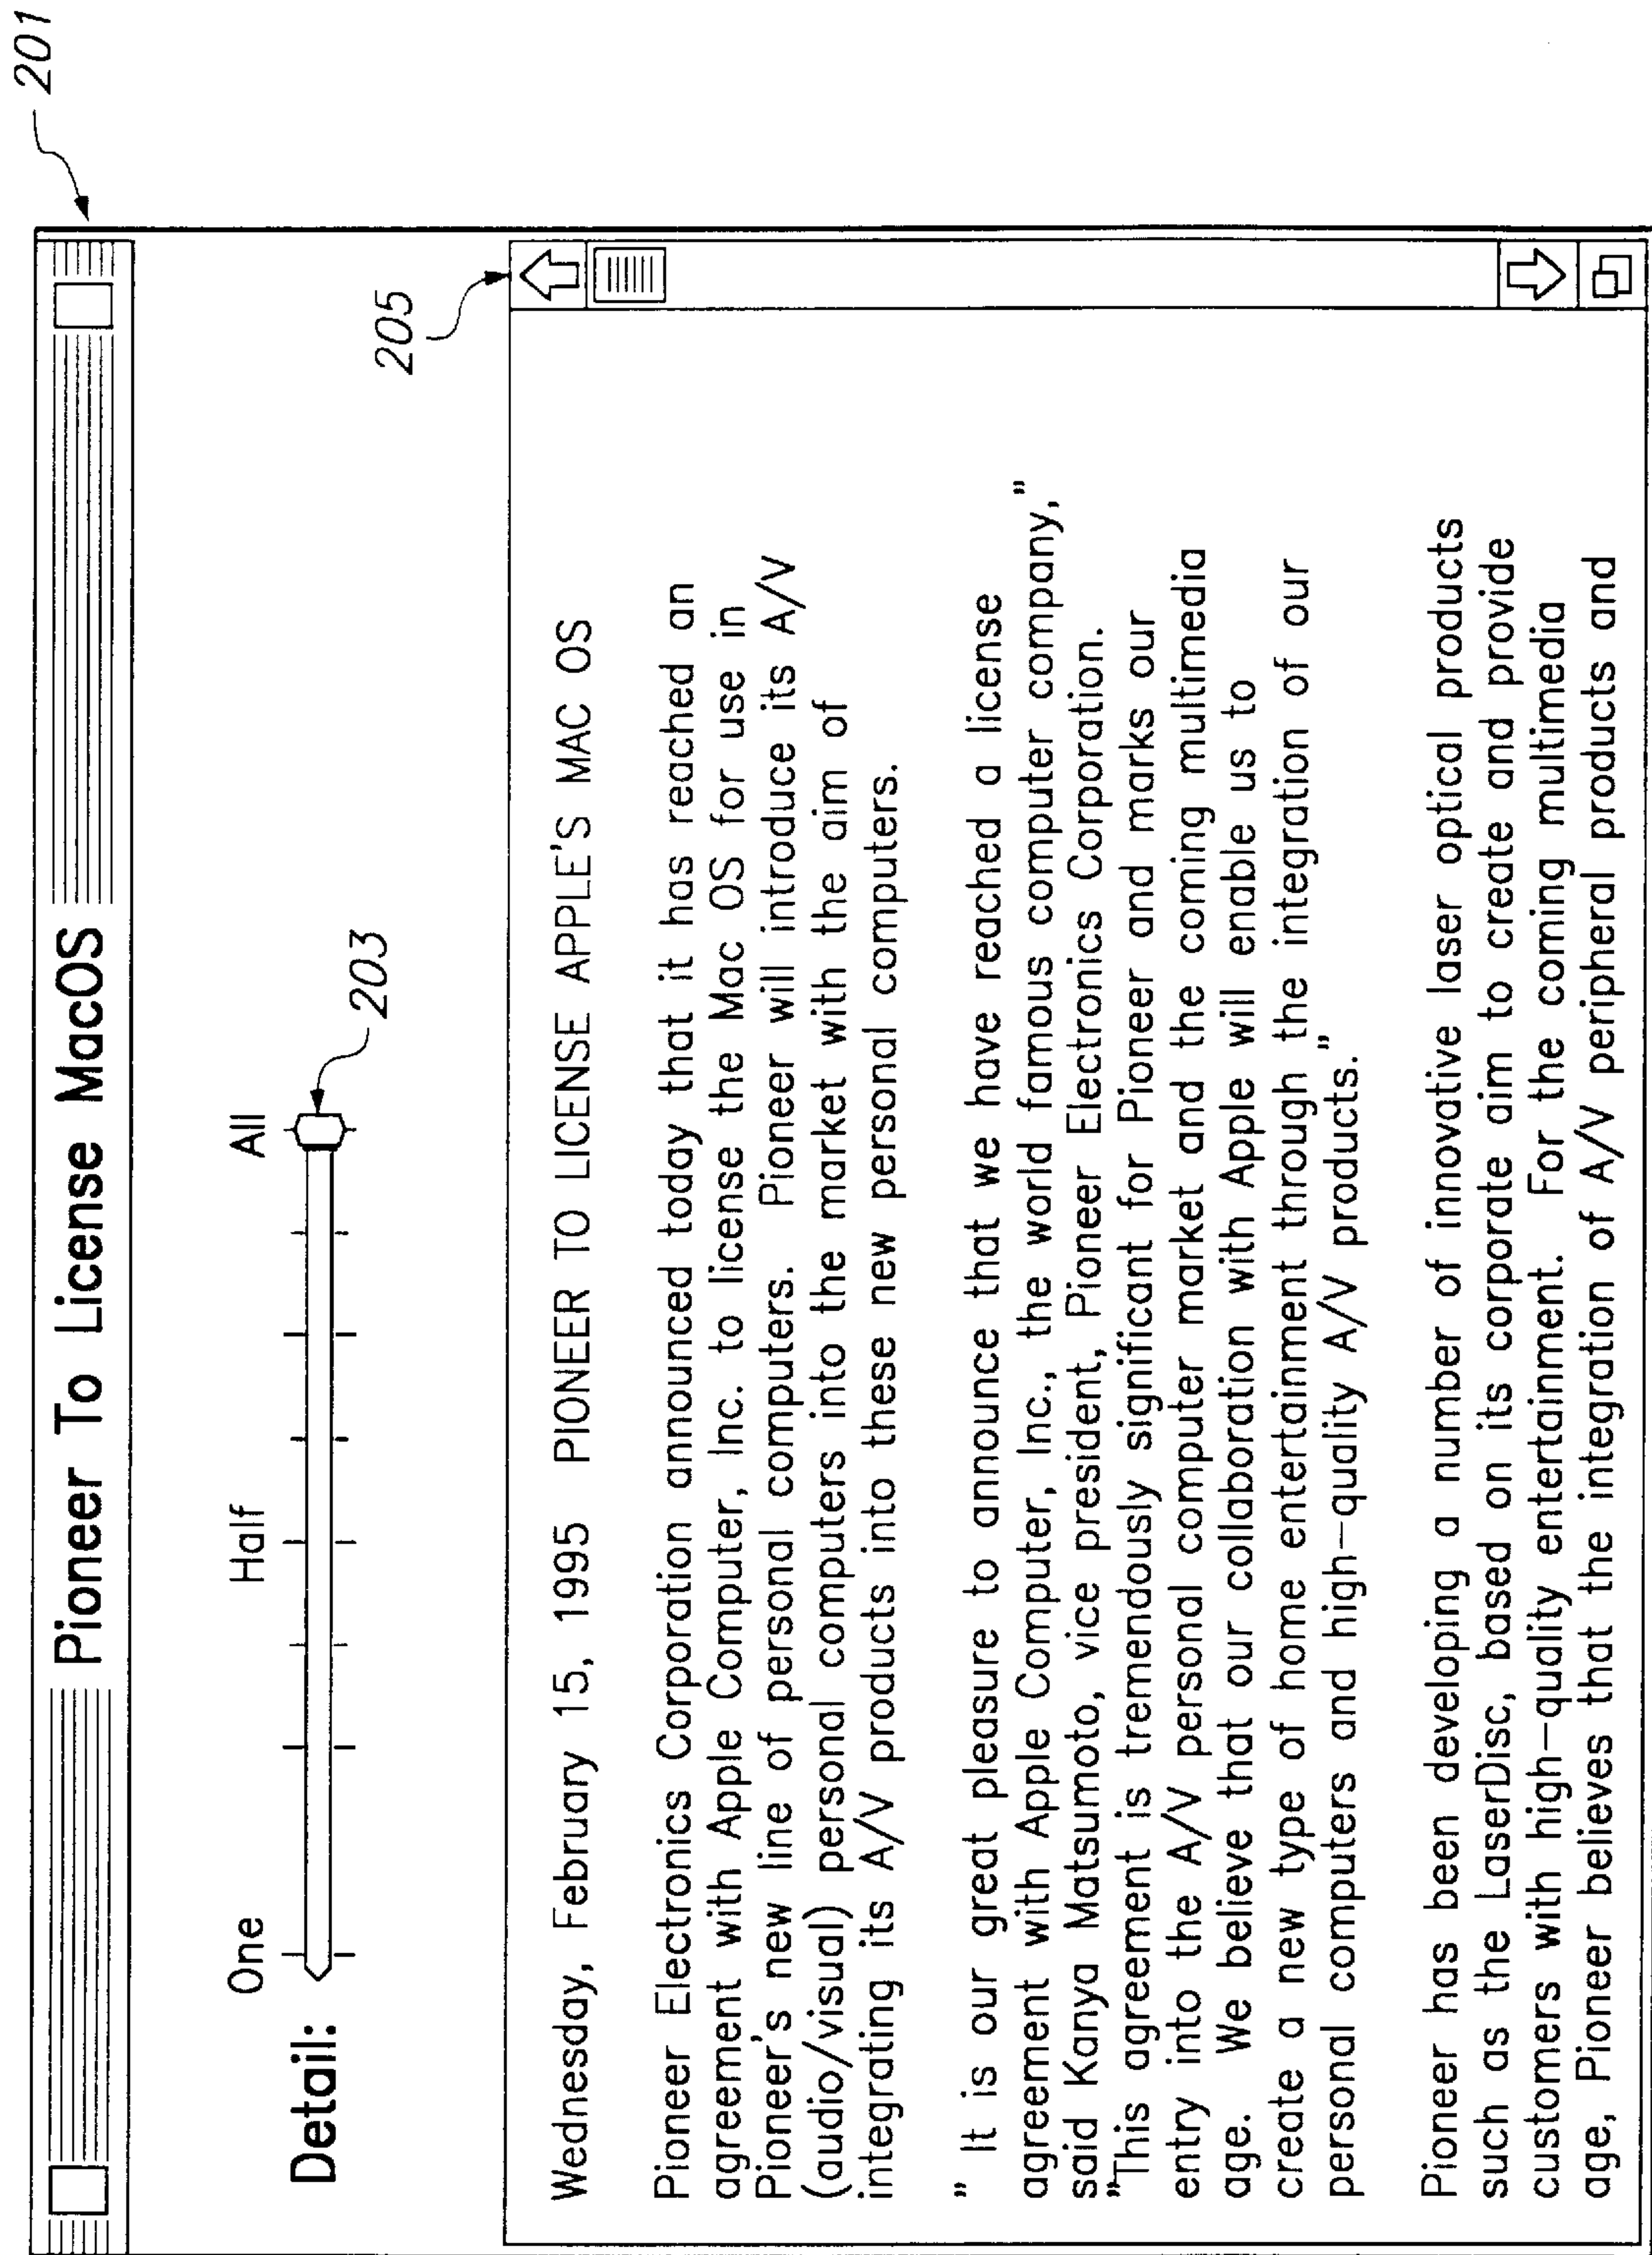 201
Pioneer To License MacOS
One Half All
Detail:
203
205
Wednesday, February 15, 1995 PIONEER TO LICENSE APPLE'S MAC OS
Pioneer Electronics Corporation announced today that it has reached an
agreement with Apple Computer, Inc. to license the Mac OS for use in
Pioneer's new line of personal computers. Pioneer will introduce its A/V
(audio/visual) personal computers into the market with the aim of
integrating its A/V products into these new personal computers.
" It is our great pleasure to announce that we have reached a license
agreement with Apple Computer, Inc., the world famous computer company,"
said Kanya Matsumoto, vice president, Pioneer Electronics Corporation.
"This agreement is tremendously significant for Pioneer and marks our
entry into the A/V personal computer market and the coming multimedia
age. We believe that our collaboration with Apple will enable us to
create a new type of home entertainment through the integration of our
personal computers and high-quality A/V products."
Pioneer has been developing a number of innovative laser optical products
such as the LaserDisc, based on its corporate aim to create and provide
customers with high-quality entertainment. For the coming multimedia
age, Pioneer believes that the integration of A/V peripheral products and